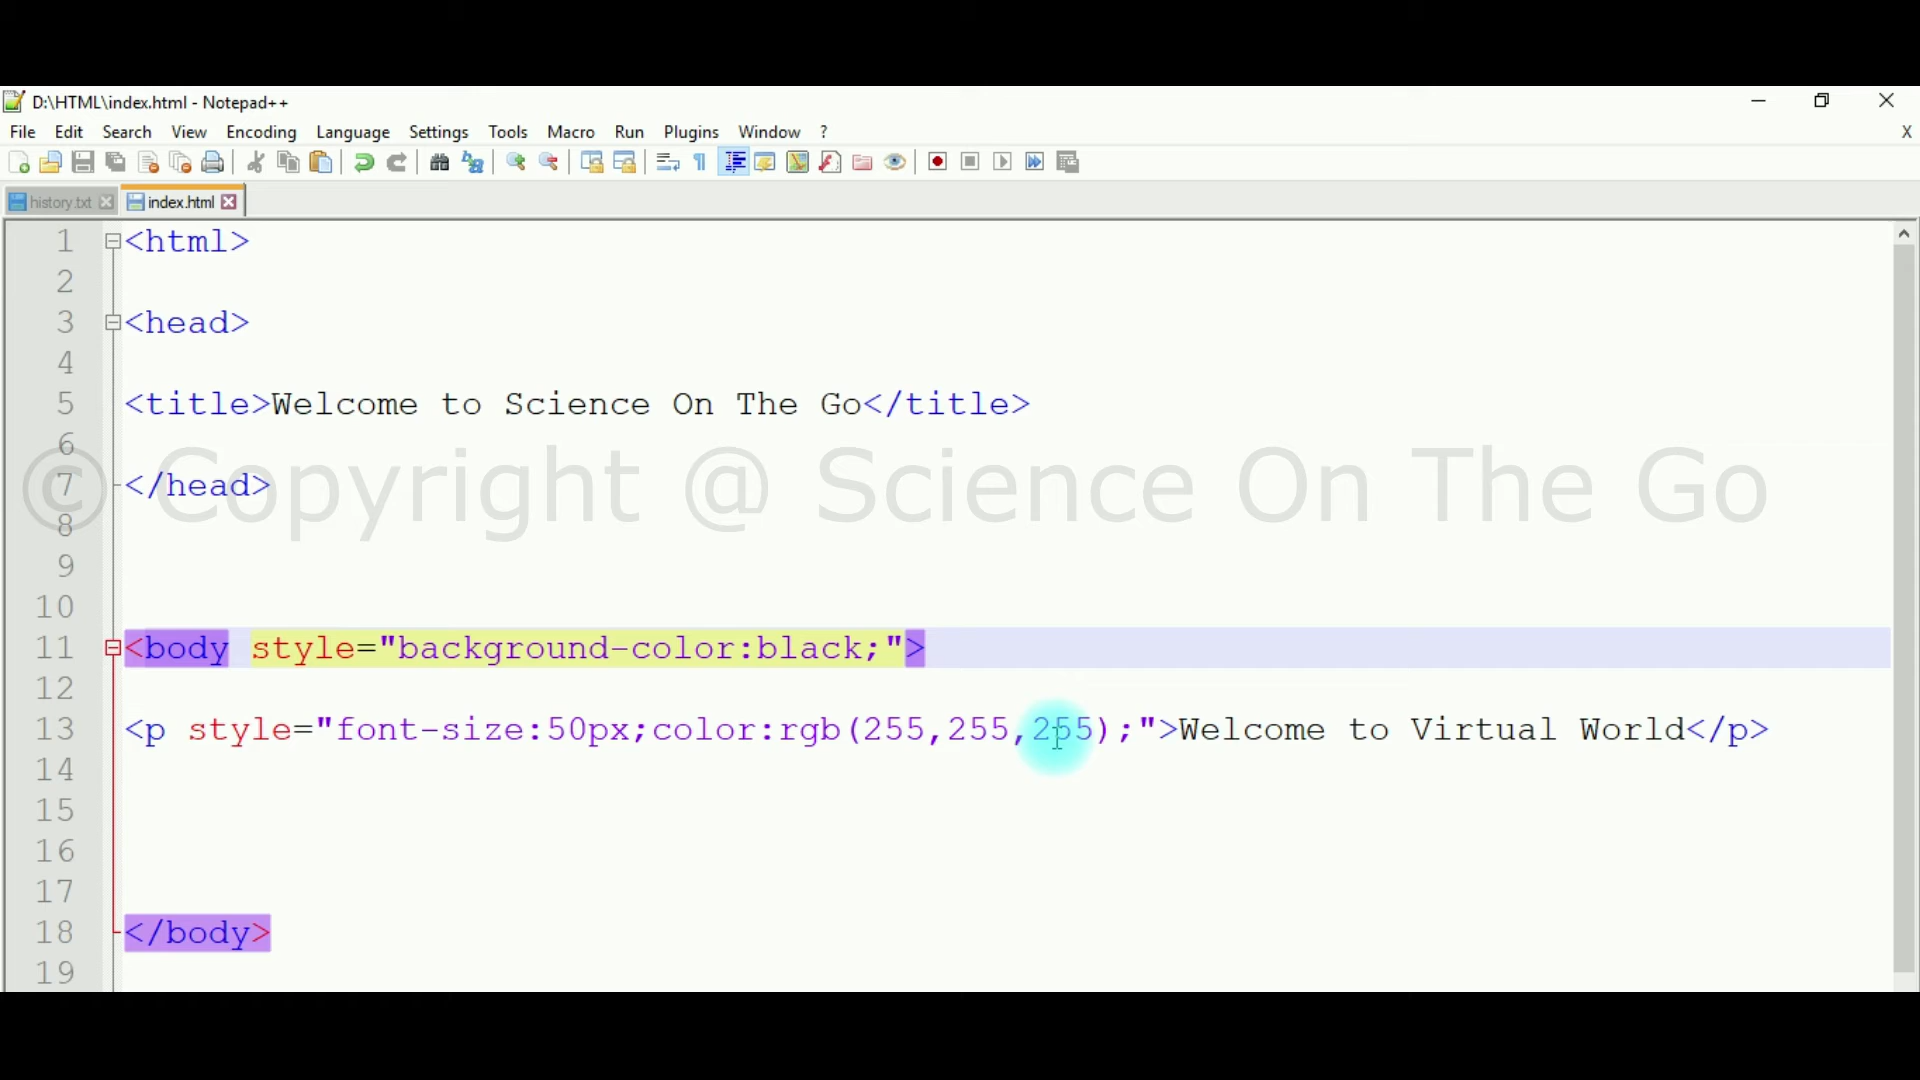 D:\HTML\index.html - Notepad++
File Edit Search View Encoding Language Settings Tools Macro Run Plugins Window ? X
history.txt index.html
1 <html>
2
3 <head>
4
5 <title>Welcome to Science On The Go</title>
6
© Copyright @ Science On The Go
7 </head>
8
9
10
11 <body style="background-color:black;">
12
13 <p style="font-size:50px;color:rgb(255,255,255);">Welcome to Virtual World</p>
14
15
16
17
18 </body>
19